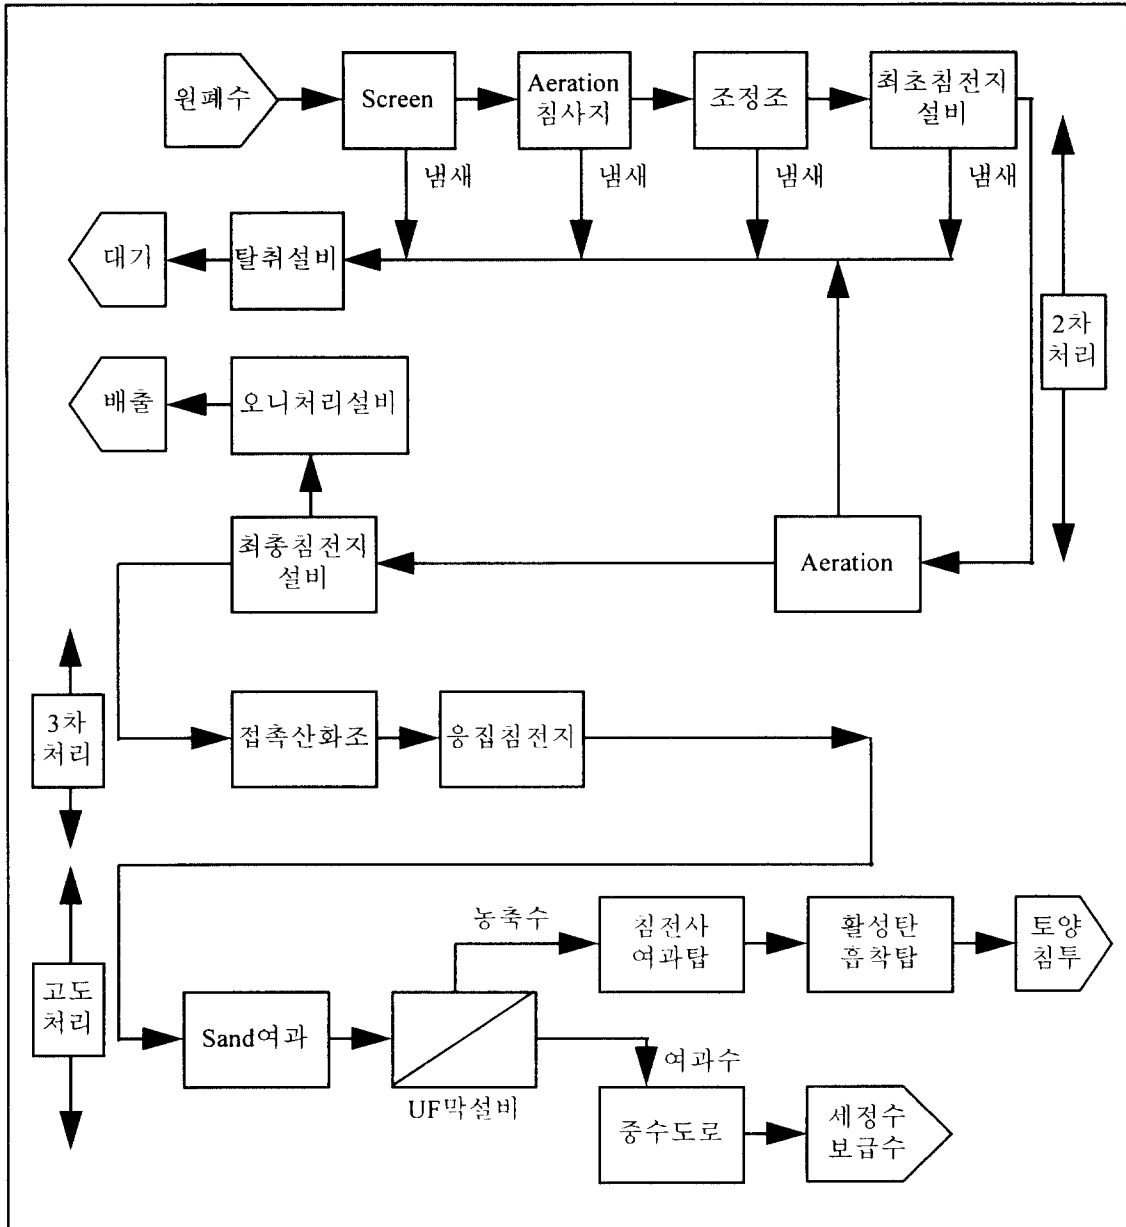 원폐수
Screen
Aeration
침사지
조정조
최초침전지
설비
냄새
냄새
냄새
냄새
대기
탈취설비
2차
처리
배출
오니처리설비
최종침전지
설비
Aeration
3차
처리
접촉산화조
응집침전지
고도
처리
농축수
침전사
여과탑
활성탄
흡착탑
토양
침투
Sand여과
UF막설비
여과수
중수도로
세정수
보급수